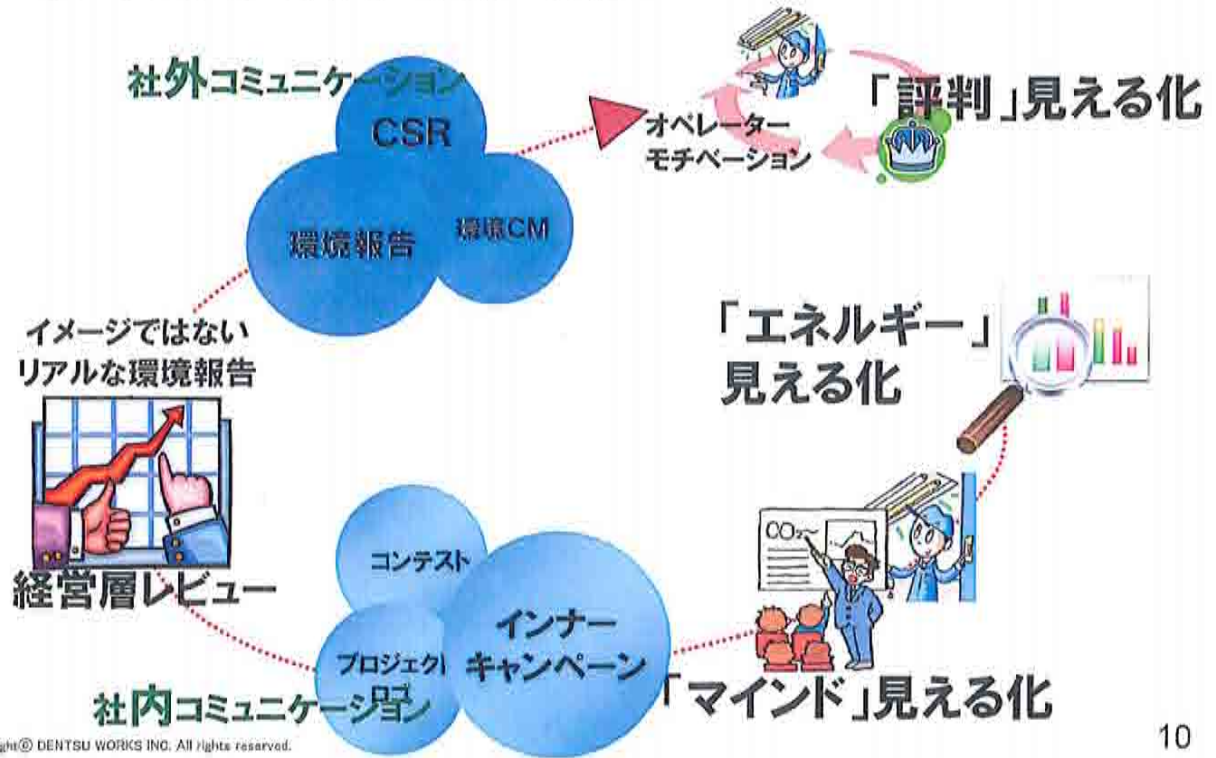 社外コミュニケーション
CSR
環境報告
環境CM
オペレーター
モチベーション
「評判」見える化
イメージではない
リアルな環境報告
経営層レビュー
「エネルギー」
見える化
CO₂
コンテスト
プロジェクト
ロゴ
インナー
キャンペーン
社内コミュニケーション
「マインド」見える化
ght© DENTSU WORKS INC. All rights reserved.
10